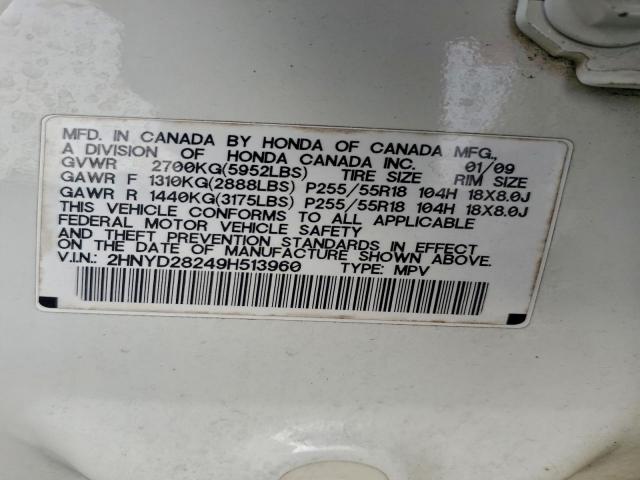 MFD. IN CANADA BY HONDA OF CANADA MFG.,
A DIVISION OF HONDA CANADA INC. 01/09
GVWR 2700KG(5952LBS) TIRE SIZE RIM SIZE
GAWR F 1310KG(2888LBS) P255/55R18 104H 18X8.0J
GAWR R 1440KG(3175LBS) P255/55R18 104H 18X8.0J
THIS VEHICLE CONFORMS TO ALL APPLICABLE
FEDERAL MOTOR VEHICLE SAFETY
AND THEFT PREVENTION STANDARDS IN EFFECT
ON THE DATE OF MANUFACTURE SHOWN ABOVE.
V.I.N.: 2HNYD28249H513960 TYPE: MPV